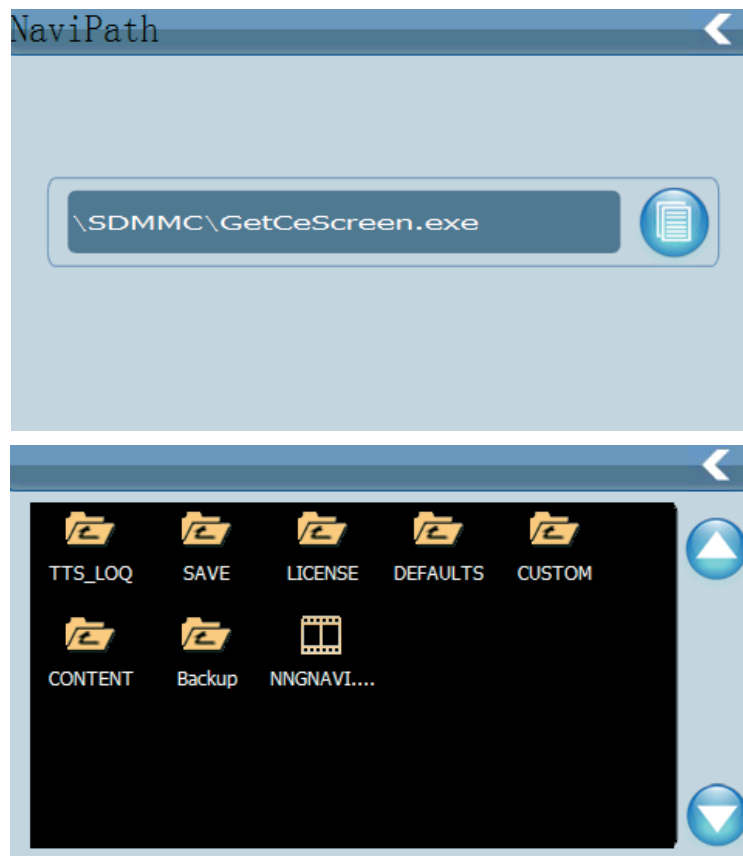 NaviPath
\SDMMC\GetCeScreen.exe
TTS_LOQ SAVE LICENSE DEFAULTS CUSTOM
CONTENT Backup NNGNAVI....